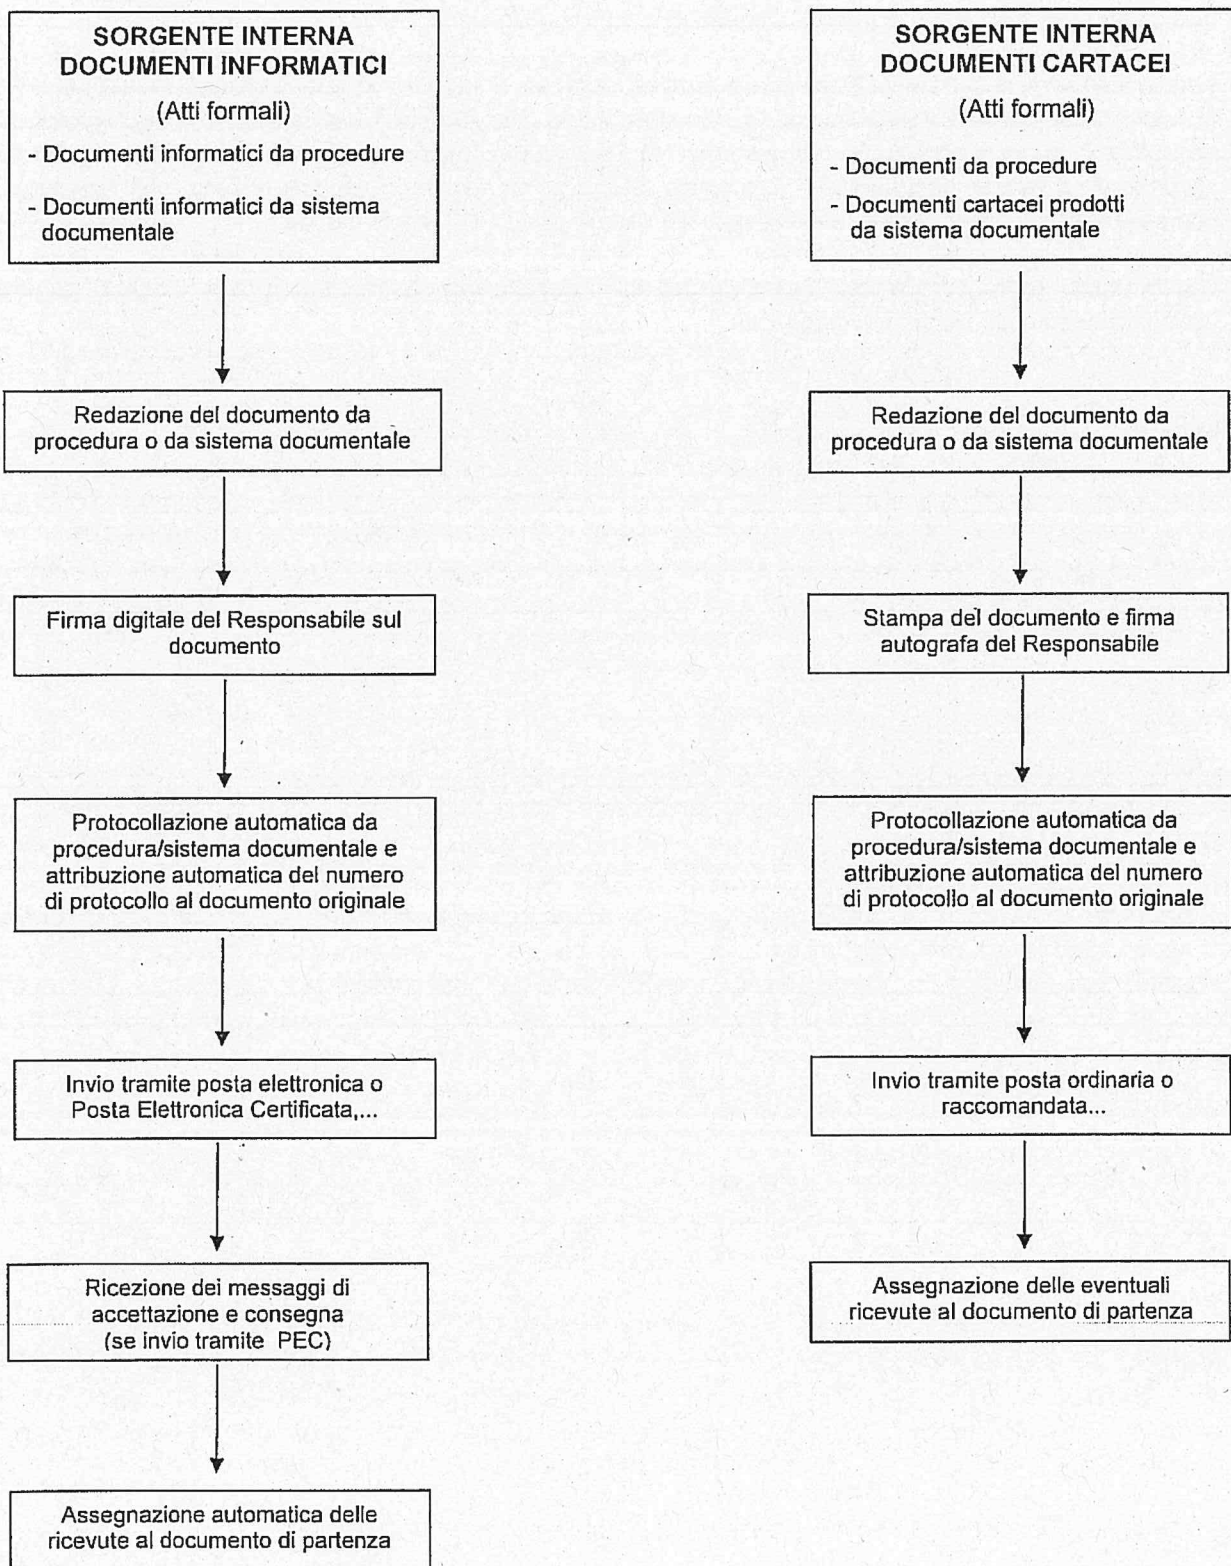 SORGENTE INTERNA
DOCUMENTI INFORMATICI
(Atti formali)
- Documenti informatici da procedure
- Documenti informatici da sistema
documentale
Redazione del documento da
procedura o da sistema documentale
Firma digitale del Responsabile sul
documento
Protocollazione automatica da
procedura/sistema documentale e
attribuzione automatica del numero
di protocollo al documento originale
Invio tramite posta elettronica o
Posta Elettronica Certificata,...
Ricezione dei messaggi di
accettazione e consegna
(se invio tramite PEC)
Assegnazione automatica delle
ricevute al documento di partenza
SORGENTE INTERNA
DOCUMENTI CARTACEI
(Atti formali)
- Documenti da procedure
- Documenti cartacei prodotti
da sistema documentale
Redazione del documento da
procedura o da sistema documentale
Stampa del documento e firma
autografa del Responsabile
Protocollazione automatica da
procedura/sistema documentale e
attribuzione automatica del numero
di protocollo al documento originale
Invio tramite posta ordinaria o
raccomandata...
Assegnazione delle eventuali
ricevute al documento di partenza